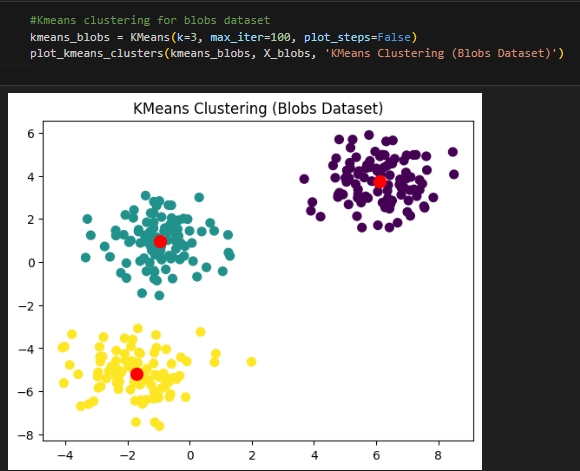 #Kmeans clustering for blobs dataset
kmeans_blobs = KMeans(k=3, max_iter=100, plot_steps=False)
plot_kmeans_clusters(kmeans_blobs, X_blobs, 'KMeans Clustering (Blobs Dataset)')
KMeans Clustering (Blobs Dataset)
6
4
2
0
−2
−4
−6
−8
−4 −2 0 2 4 6 8